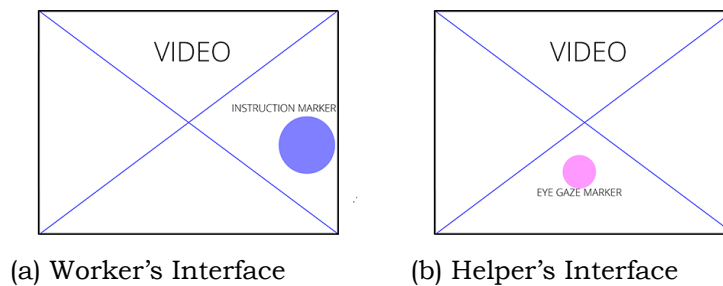 VIDEO
INSTRUCTION MARKER
(a) Worker's Interface
VIDEO
EYE GAZE MARKER
(b) Helper's Interface